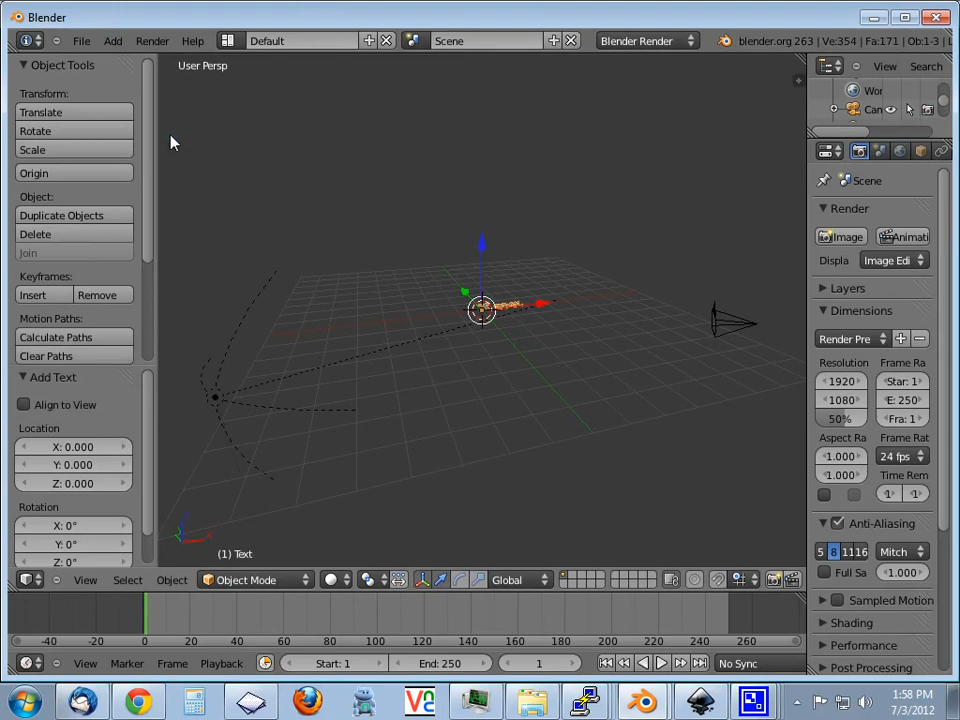 Blender
File Add Render Help Default Scene Blender Render blender.org 263 | Ve:354 | Fa:171 | Ob:1-3 | L
Object Tools
User Persp
View Search
Wor
Can
Transform:
Translate
Rotate
Scale
Origin
Object:
Duplicate Objects
Delete
Join
Keyframes:
Insert Remove
Motion Paths:
Calculate Paths
Clear Paths
Add Text
Align to View
Location
X: 0.000
Y: 0.000
Z: 0.000
Rotation
X: 0°
Y: 0°
Z: 0°
(1) Text
Scene
Render
Image Animati
Displa Image Edi
Layers
Dimensions
Render Pre
Resolution Frame Ra
1920 Star: 1
1080 E: 250
50% Fra: 1
Aspect Ra Frame Rat
1.000 24 fps
1.000 Time Rem
1 1
Anti-Aliasing
5 8 11 16 Mitch
Full Sa 1.000
Sampled Motion
Shading
Performance
Post Processing
View Select Object Object Mode Global
-40 -20 0 20 40 60 80 100 120 140 160 180 200 220 240 260
View Marker Frame Playback Start: 1 End: 250 1 No Sync
1:58 PM
7/3/2012